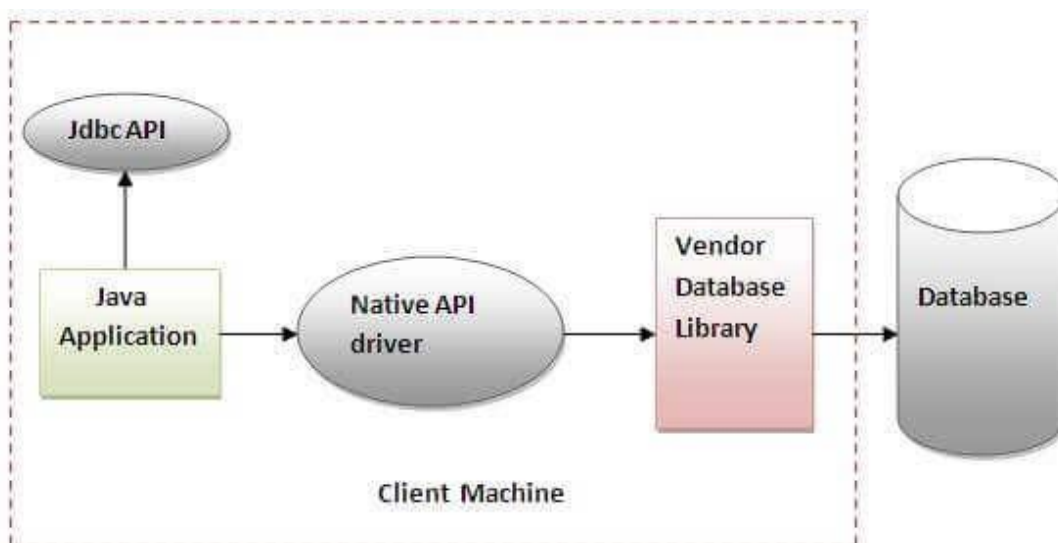 Jdbc API
Java
Application
Native API
driver
Vendor
Database
Library
Database
Client Machine